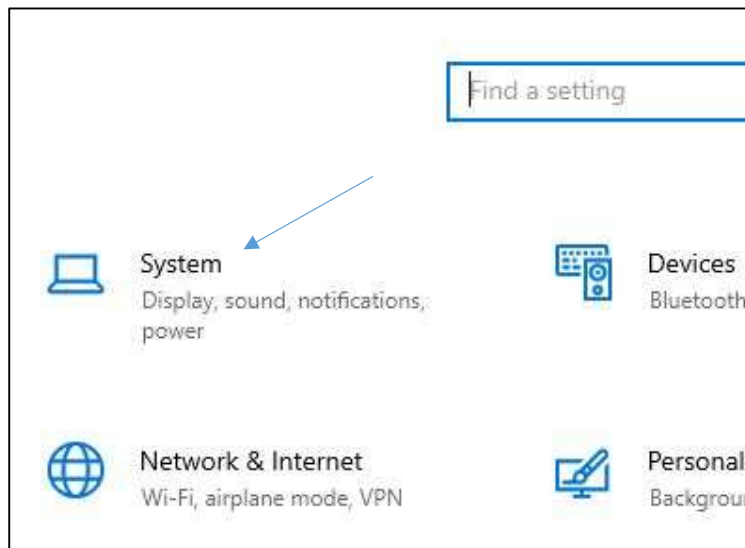 Find a setting
System
Display, sound, notifications,
power
Devices
Bluetooth
Network & Internet
Wi-Fi, airplane mode, VPN
Personal
Backgrou